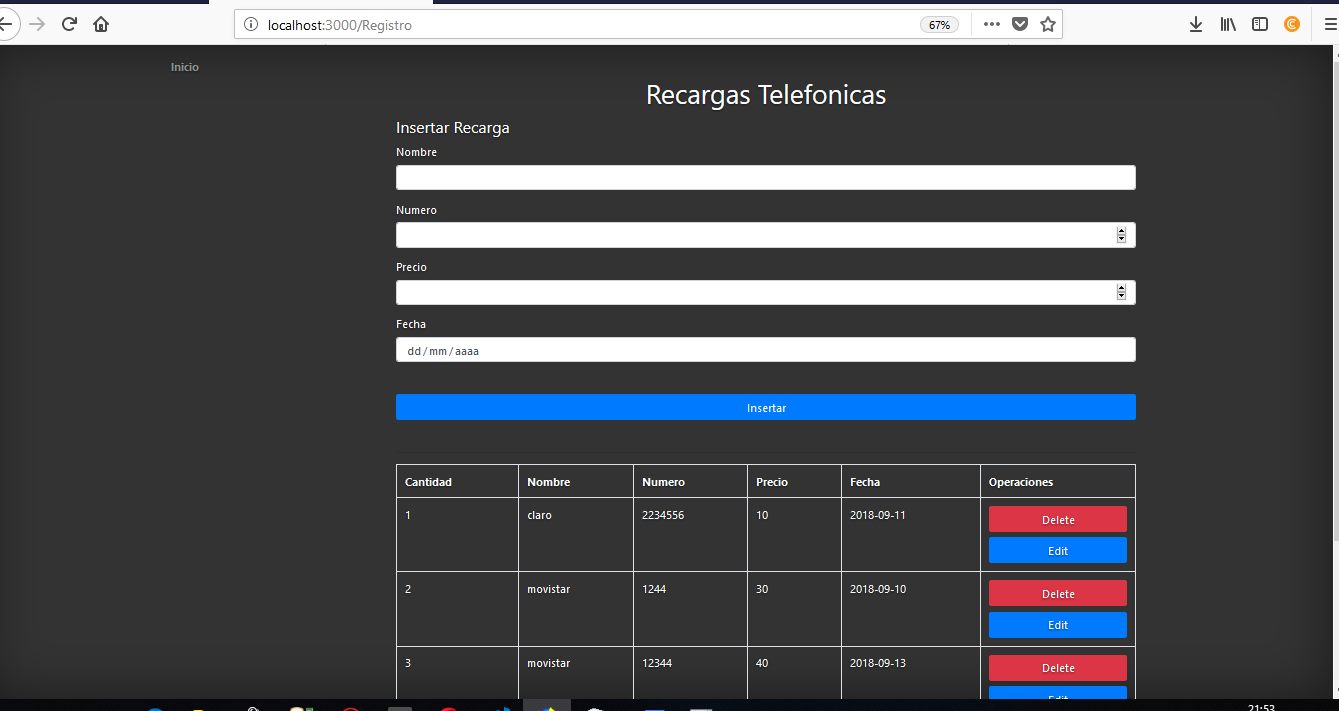 localhost:3000/Registro
67%
Inicio
Recargas Telefonicas
Insertar Recarga
Nombre
Numero
Precio
Fecha
dd/mm/aaaa
Insertar
Cantidad Nombre Numero Precio Fecha Operaciones
1 claro 2234556 10 2018-09-11 Delete
Edit
2 movistar 1244 30 2018-09-10 Delete
Edit
3 movistar 12344 40 2018-09-13 Delete
Edit
21:53